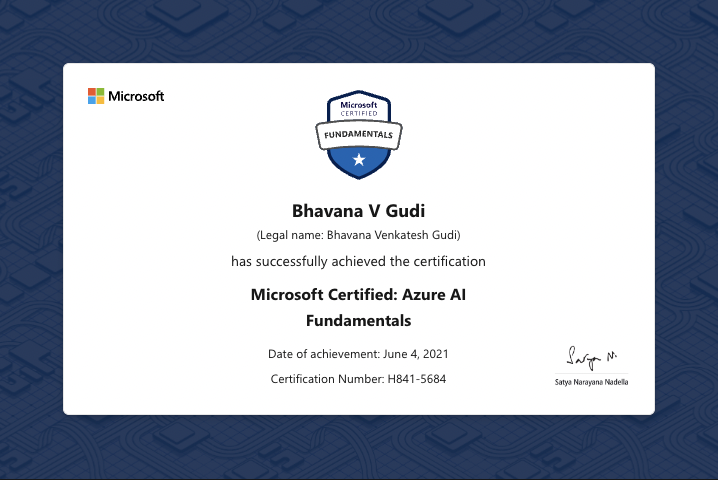 Microsoft
Microsoft
CERTIFIED
FUNDAMENTALS
Bhavana V Gudi
(Legal name: Bhavana Venkatesh Gudi)
has successfully achieved the certification
Microsoft Certified: Azure AI
Fundamentals
Date of achievement: June 4, 2021
Certification Number: H841-5684
Satya N.
Satya Narayana Nadella